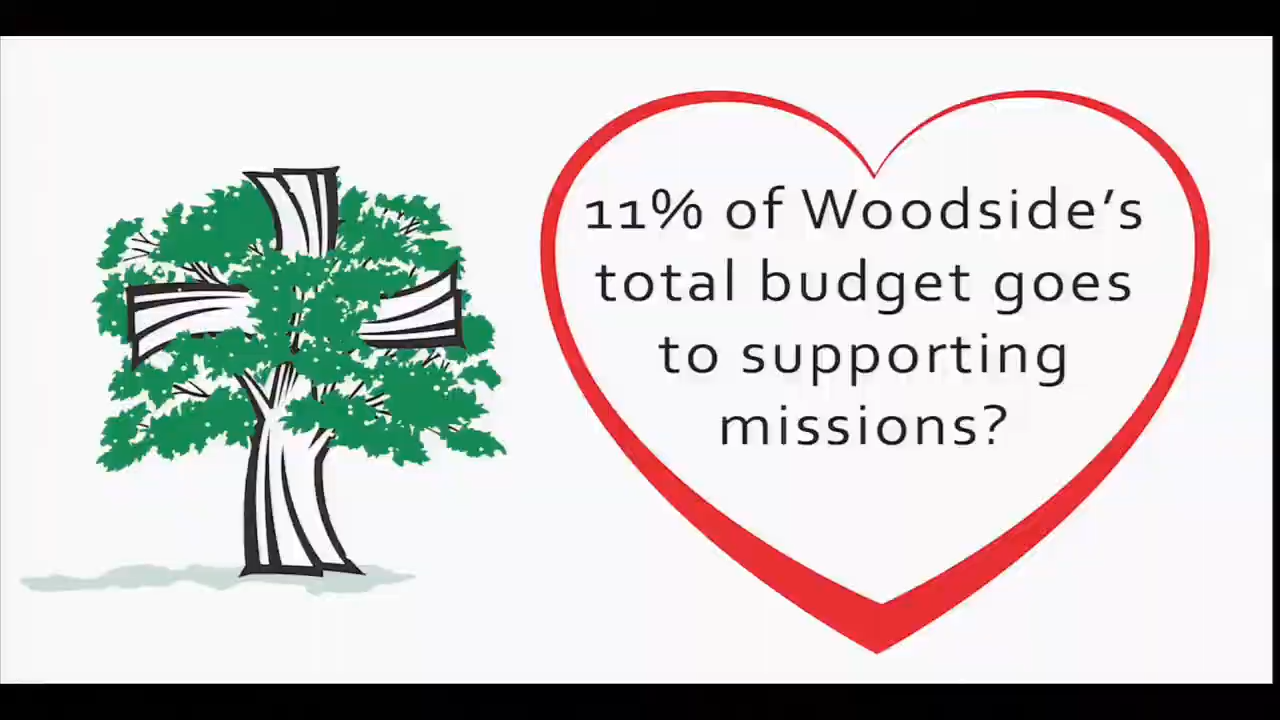 11% of Woodside’s
total budget goes
to supporting
missions?